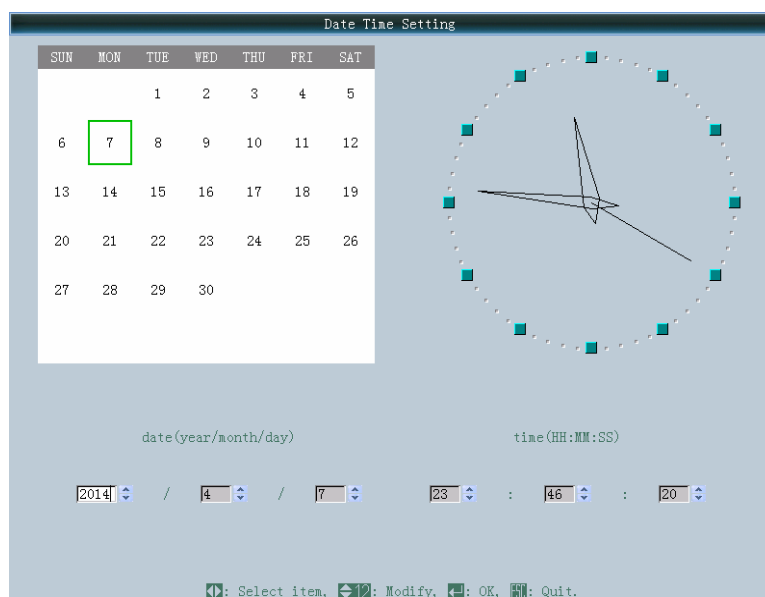 Date Time Setting
SUN MON TUE WED THU FRI SAT
1 2 3 4 5
6 7 8 9 10 11 12
13 14 15 16 17 18 19
20 21 22 23 24 25 26
27 28 29 30
date(year/month/day) time(HH:MM:SS)
2014 / 4 / 7 23 : 46 : 20
: Select item, 12: Modify, : OK, ESC: Quit.